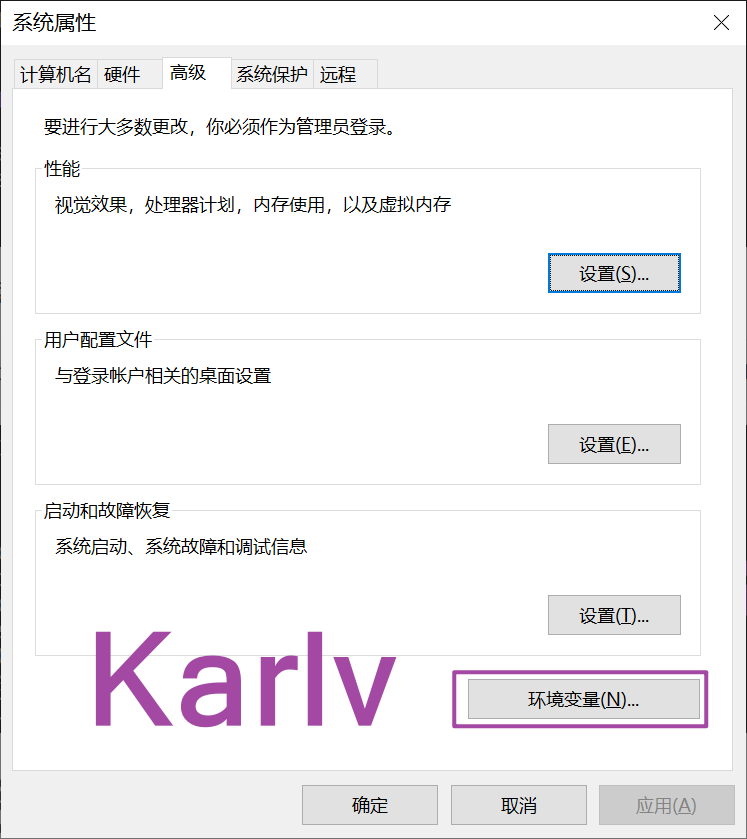 系统属性
计算机名 硬件 高级 系统保护 远程
要进行大多数更改，你必须作为管理员登录。
性能
视觉效果，处理器计划，内存使用，以及虚拟内存
设置(S)...
用户配置文件
与登录帐户相关的桌面设置
设置(E)...
启动和故障恢复
系统启动、系统故障和调试信息
设置(T)...
Karlv
环境变量(N)...
确定 取消 应用(A)